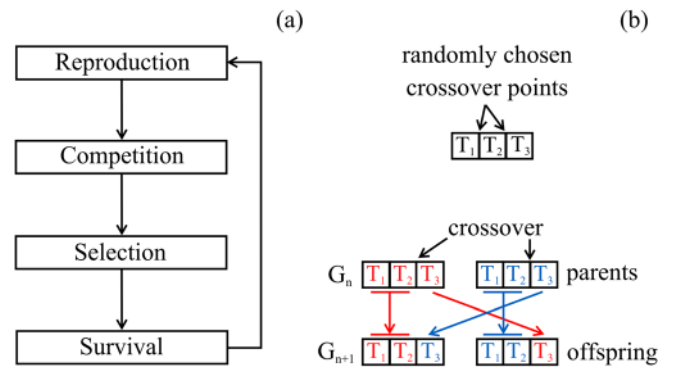 (a)
Reproduction
Competition
Selection
Survival
(b)
randomly chosen
crossover points
T₁ T₂ T₃
crossover
Gₙ T₁ T₂ T₃ T₁ T₂ T₃ parents
Gₙ₊₁ T₁ T₂ T₃ T₁ T₂ T₃ offspring